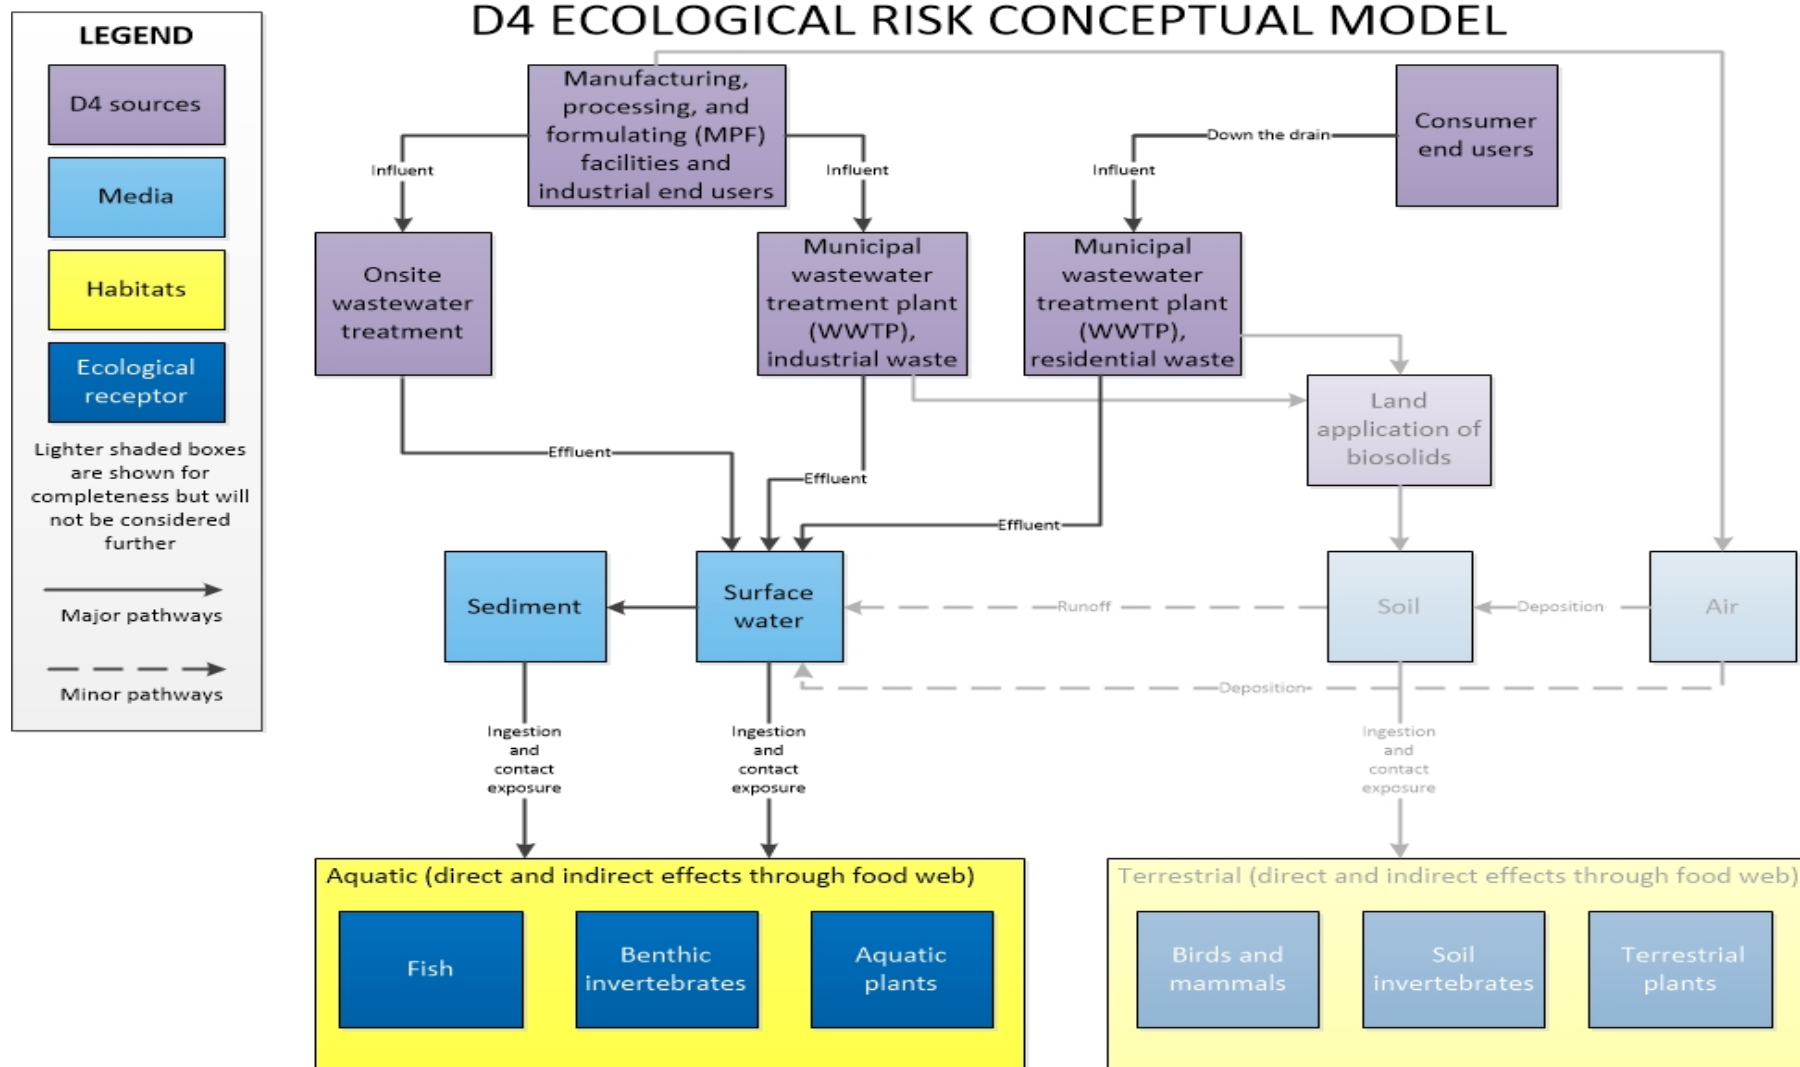 D4 ECOLOGICAL RISK CONCEPTUAL MODEL
LEGEND
D4 sources
Media
Habitats
Ecological
receptor
Lighter shaded boxes
are shown for
completeness but will
not be considered
further
Major pathways
Minor pathways
Manufacturing,
processing, and
formulating (MPF)
facilities and
industrial end users
Consumer
end users
Down the drain
Influent
Influent
Influent
Onsite
wastewater
treatment
Municipal
wastewater
treatment plant
(WWTP),
industrial waste
Municipal
wastewater
treatment plant
(WWTP),
residential waste
Land
application of
biosolids
Effluent
Effluent
Effluent
Sediment
Surface
water
Runoff
Soil
Deposition
Air
Deposition
Ingestion
and
contact
exposure
Ingestion
and
contact
exposure
Ingestion
and
contact
exposure
Aquatic (direct and indirect effects through food web)
Fish
Benthic
invertebrates
Aquatic
plants
Terrestrial (direct and indirect effects through food web)
Birds and
mammals
Soil
invertebrates
Terrestrial
plants